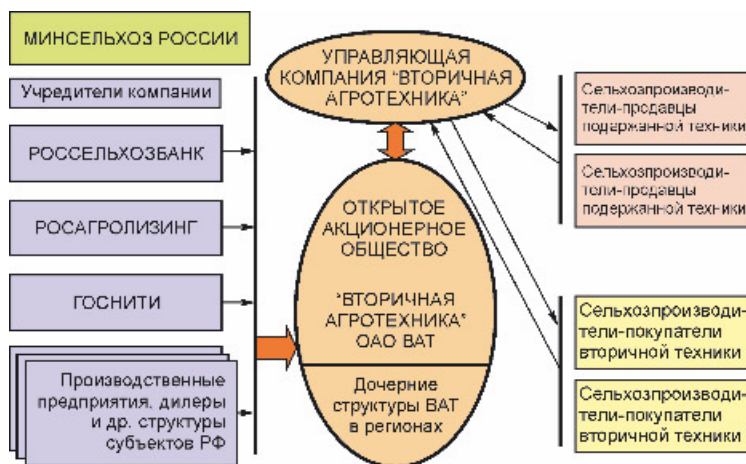 МИНСЕЛЬХОЗ РОССИИ
Учредители компании
РОССЕЛЬХОЗБАНК
РОСАГРОЛИЗИНГ
ГОСНИТИ
Производственные
предприятия, дилеры
и др. структуры
субъектов РФ
УПРАВЛЯЮЩАЯ
КОМПАНИЯ "ВТОРИЧНАЯ
АГРОТЕХНИКА"
ОТКРЫТОЕ
АКЦИОНЕРНОЕ
ОБЩЕСТВО
"ВТОРИЧНАЯ
АГРОТЕХНИКА"
ОАО ВАТ
Дочерние
структуры ВАТ
в регионах
Сельхозпроизводи-
тели-продавцы
подержанной техники
Сельхозпроизводи-
тели-продавцы
подержанной техники
Сельхозпроизводи-
тели-покупатели
вторичной техники
Сельхозпроизводи-
тели-покупатели
вторичной техники